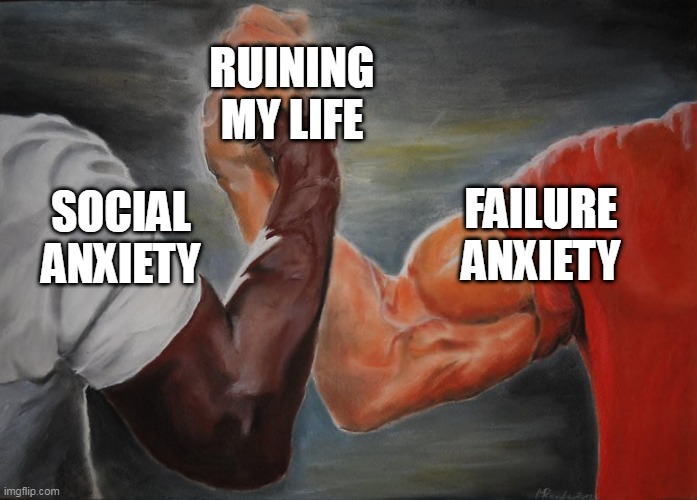 RUINING
MY LIFE
SOCIAL
ANXIETY
FAILURE
ANXIETY
imgflip.com